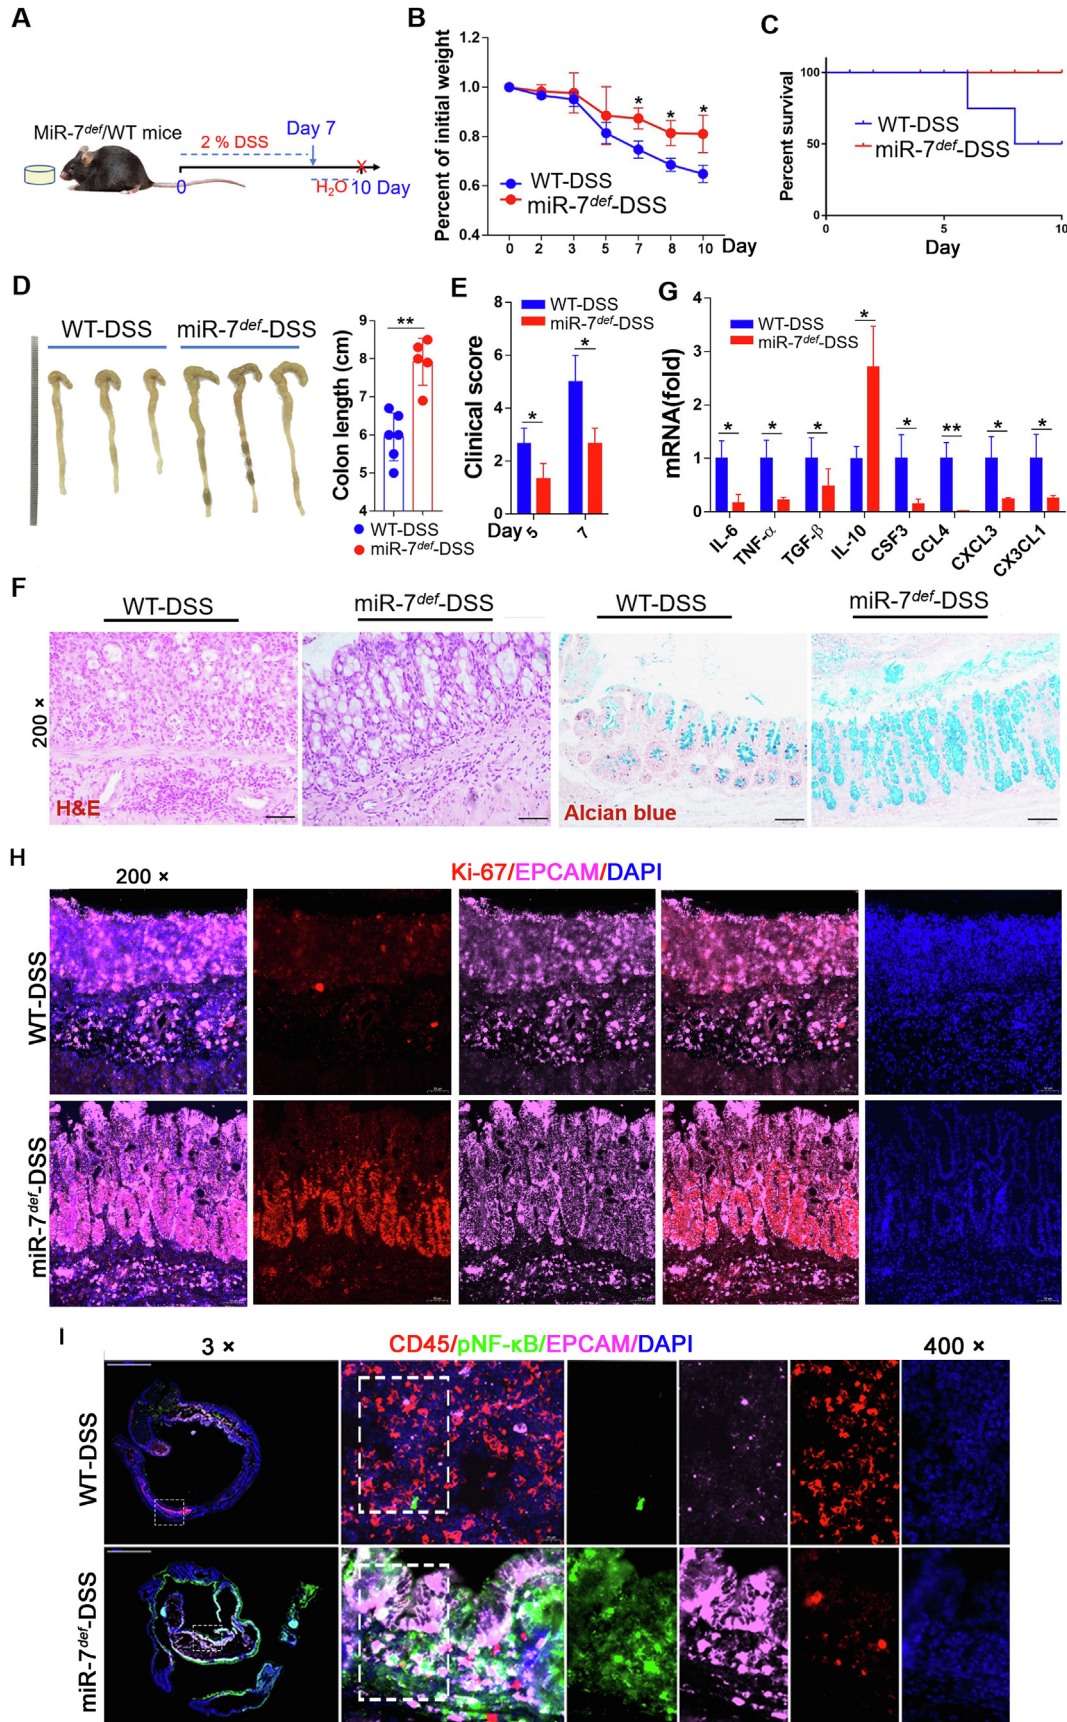 A
MiR-7def/WT mice
2 % DSS
Day 7
0
H2O
10 Day
B
Percent of initial weight
1.2
1.0
0.8
0.6
0.4
* * *
WT-DSS
miR-7def-DSS
0 2 3 5 7 8 10 Day
C
Percent survival
100
50
0
WT-DSS
miR-7def-DSS
0 5 10
Day
D
WT-DSS miR-7def-DSS
Colon length (cm)
9
8
7
6
5
4
**
WT-DSS
miR-7def-DSS
E
Clinical score
8
6
4
2
0
WT-DSS
miR-7def-DSS
* *
Day 5 7
G
mRNA(fold)
4
3
2
1
0
WT-DSS
miR-7def-DSS
* * * * * ** * *
IL-6 TNF-α TGF-β IL-10 CSF3 CCL4 CXCL3 CX3CL1
F
WT-DSS miR-7def-DSS WT-DSS miR-7def-DSS
200 ×
H&E
Alcian blue
H
200 ×
Ki-67/EPCAM/DAPI
WT-DSS
miR-7def-DSS
I
3 ×
CD45/pNF-κB/EPCAM/DAPI
400 ×
WT-DSS
miR-7def-DSS